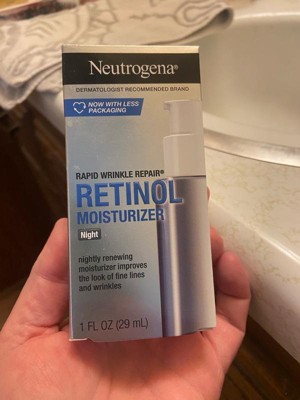 Neutrogena®
DERMATOLOGIST RECOMMENDED BRAND
NOW WITH LESS
PACKAGING
RAPID WRINKLE REPAIR®
RETINOL
MOISTURIZER
Night
nightly renewing
moisturizer improves
the look of fine lines
and wrinkles
1 FL OZ (29 mL)